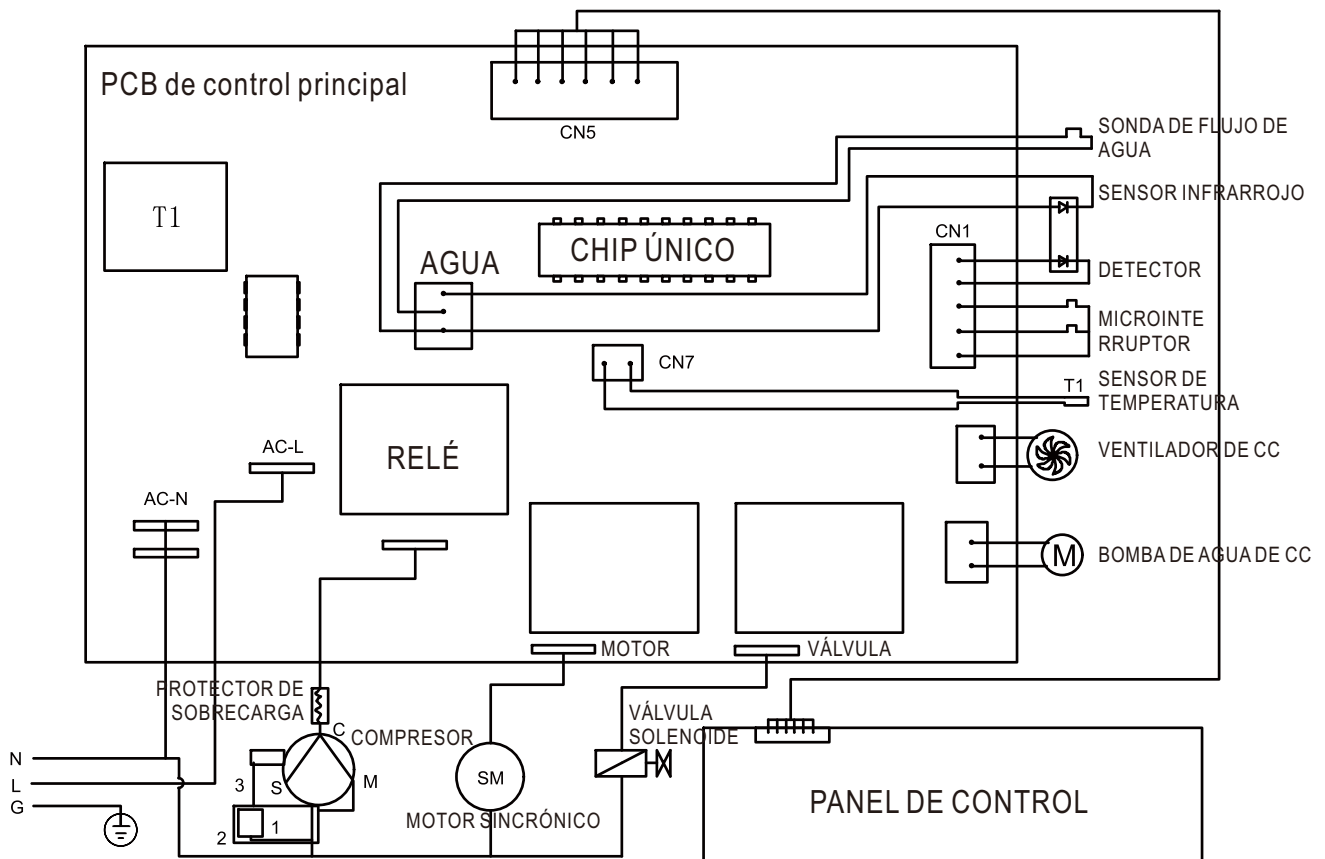 PCB de control principal
CN5
SONDA DE FLUJO DE
AGUA
SENSOR INFRARROJO
T1
CHIP ÚNICO
CN1
AGUA
DETECTOR
MICROINTE
RRUPTOR
CN7
T1
SENSOR DE
TEMPERATURA
AC-L
RELÉ
VENTILADOR DE CC
AC-N
M
BOMBA DE AGUA DE CC
MOTOR
VÁLVULA
PROTECTOR DE
SOBRECARGA
C
COMPRESOR
VÁLVULA
SOLENOIDE
N
L
G
3
S
M
SM
2
1
MOTOR SINCRÓNICO
PANEL DE CONTROL